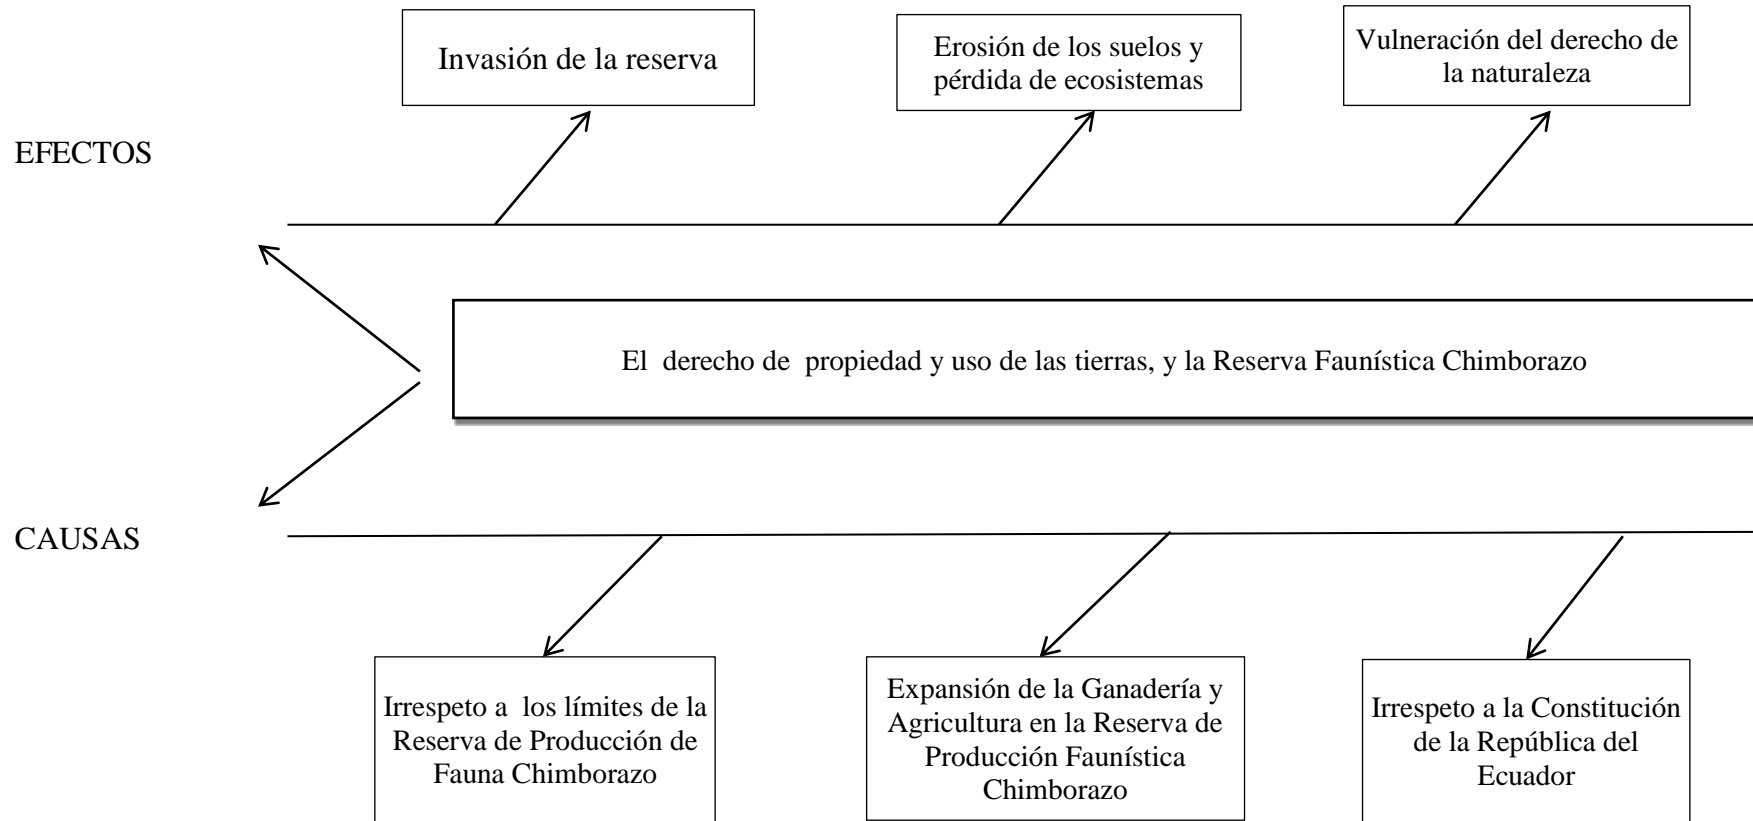 Invasión de la reserva
Erosión de los suelos y
pérdida de ecosistemas
Vulneración del derecho de
la naturaleza
EFECTOS
El derecho de propiedad y uso de las tierras, y la Reserva Faunística Chimborazo
CAUSAS
Irrespeto a los límites de la
Reserva de Producción de
Fauna Chimborazo
Expansión de la Ganadería y
Agricultura en la Reserva de
Producción Faunística
Chimborazo
Irrespeto a la Constitución
de la República del
Ecuador